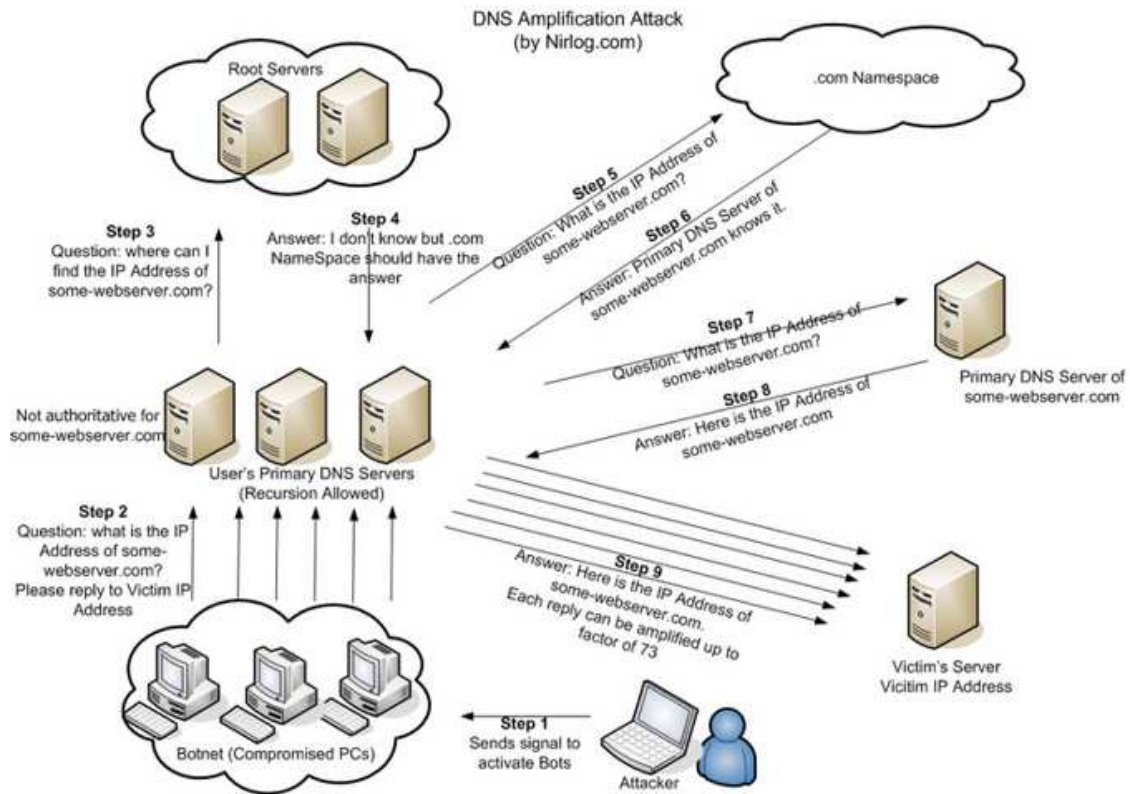 DNS Amplification Attack
(by Nirlog.com)
Root Servers
.com Namespace
Step 3
Question: where can I
find the IP Address of
some-webserver.com?
Step 4
Answer: I don't know but .com
NameSpace should have the
answer
Step 5
Question: What is the IP Address of
some-webserver.com?
Step 6
Answer: Primary DNS Server of
some-webserver.com knows it.
Step 7
Question: What is the IP Address of
some-webserver.com?
Step 8
Answer: Here is the IP Address of
some-webserver.com
Primary DNS Server of
some-webserver.com
Not authoritative for
some-webserver.com
User's Primary DNS Servers
(Recursion Allowed)
Step 2
Question: what is the IP
Address of some-
webserver.com?
Please reply to Victim IP
Address
Step 9
Answer: Here is the IP Address of
some-webserver.com.
Each reply can be amplified up to
factor of 73
Victim's Server
Vicitim IP Address
Botnet (Compromised PCs)
Step 1
Sends signal to
activate Bots
Attacker